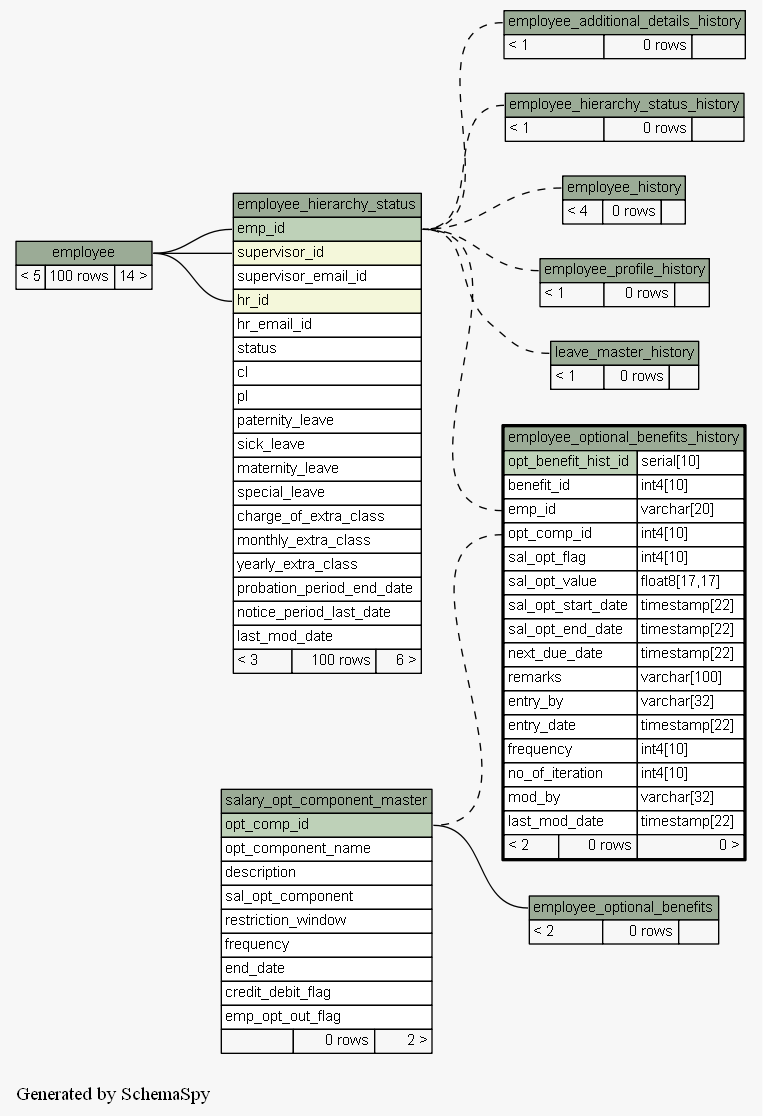 employee_additional_details_history
< 1 0 rows
employee_hierarchy_status_history
< 1 0 rows
employee_history
< 4 0 rows
employee_profile_history
< 1 0 rows
leave_master_history
< 1 0 rows
employee
< 5 100 rows 14 >
employee_hierarchy_status
emp_id
supervisor_id
supervisor_email_id
hr_id
hr_email_id
status
cl
pl
paternity_leave
sick_leave
maternity_leave
special_leave
charge_of_extra_class
monthly_extra_class
yearly_extra_class
probation_period_end_date
notice_period_last_date
last_mod_date
< 3 100 rows 6 >
employee_optional_benefits_history
opt_benefit_hist_id serial[10]
benefit_id int4[10]
emp_id varchar[20]
opt_comp_id int4[10]
sal_opt_flag int4[10]
sal_opt_value float8[17,17]
sal_opt_start_date timestamp[22]
sal_opt_end_date timestamp[22]
next_due_date timestamp[22]
remarks varchar[100]
entry_by varchar[32]
entry_date timestamp[22]
frequency int4[10]
no_of_iteration int4[10]
mod_by varchar[32]
last_mod_date timestamp[22]
< 2 0 rows 0 >
salary_opt_component_master
opt_comp_id
opt_component_name
description
sal_opt_component
restriction_window
frequency
end_date
credit_debit_flag
emp_opt_out_flag
0 rows 2 >
employee_optional_benefits
< 2 0 rows
Generated by SchemaSpy